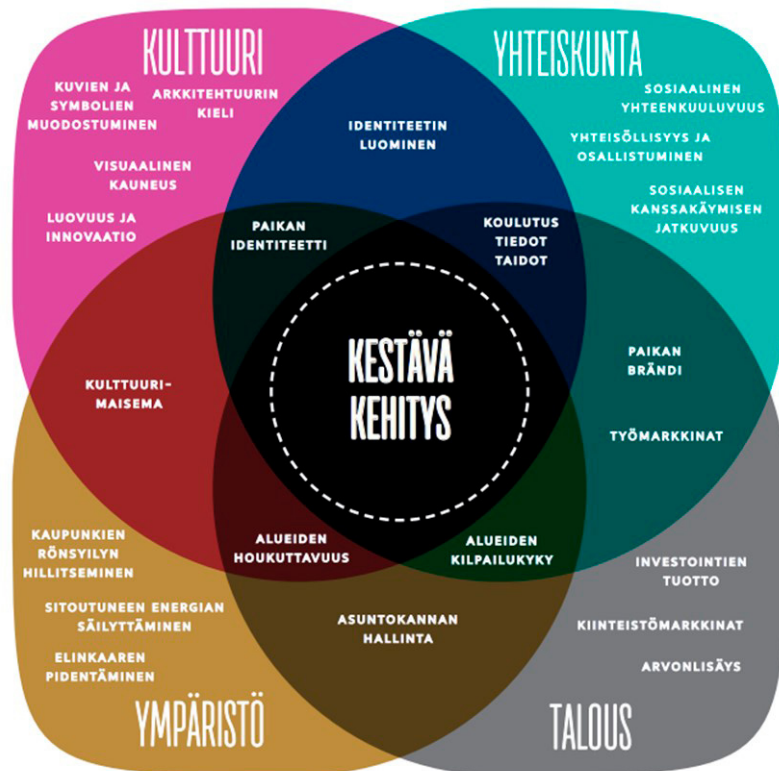 KULTTUURI
KUVIEN JA
SYMBOLIEN
MUODOSTUMINEN
ARKKITEHTUURIN
KIELI
VISUAALINEN
KAUNEUS
LUOVUUS JA
INNOVAATIO
IDENTITEETIN
LUOMINEN
YHTEISKUNTA
SOSIAALINEN
YHTEENKUULUVUUS
YHTEISÖLLISYYS JA
OSALLISTUMINEN
SOSIAALISEN
KANSSAKÄYMISEN
JATKUVUUS
PAIKAN
IDENTITEETTI
KOULUTUS
TIEDOT
TAIDOT
KULTTUURI-
MAISEMA
KESTÄVÄ
KEHITYS
PAIKAN
BRÄNDI
TYÖMARKKINAT
ALUEIDEN
HOUKUTTAVUUS
ALUEIDEN
KILPAILUKYKY
KAUPUNKIEN
RÖNSYILYN
HILLITSEMINEN
SITOUTUNEEN ENERGIAN
SÄILYTTÄMINEN
ELINKAAREN
PIDENTÄMINEN
YMPÄRISTÖ
ASUNTOKANNAN
HALLINTA
INVESTOINTIEN
TUOTTO
KIINTEISTÖMARKKINAT
ARVONLISÄYS
TALOUS